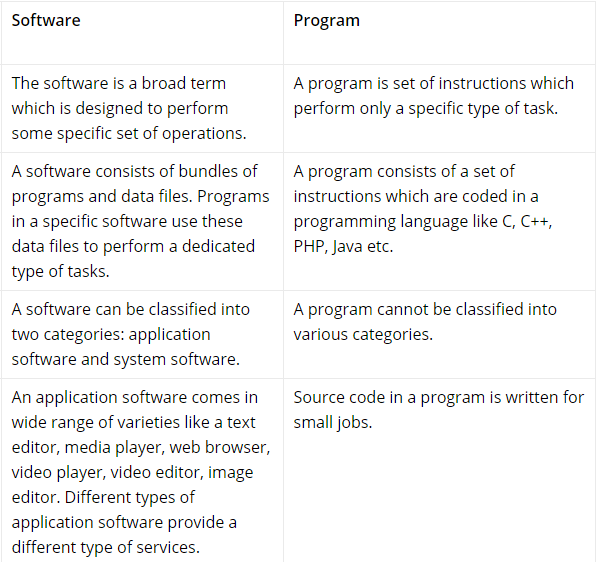 Software
Program
The software is a broad term
which is designed to perform
some specific set of operations.
A program is set of instructions which
perform only a specific type of task.
A software consists of bundles of
programs and data files. Programs
in a specific software use these
data files to perform a dedicated
type of tasks.
A program consists of a set of
instructions which are coded in a
programming language like C, C++,
PHP, Java etc.
A software can be classified into
two categories: application
software and system software.
A program cannot be classified into
various categories.
An application software comes in
wide range of varieties like a text
editor, media player, web browser,
video player, video editor, image
editor. Different types of
application software provide a
different type of services.
Source code in a program is written for
small jobs.